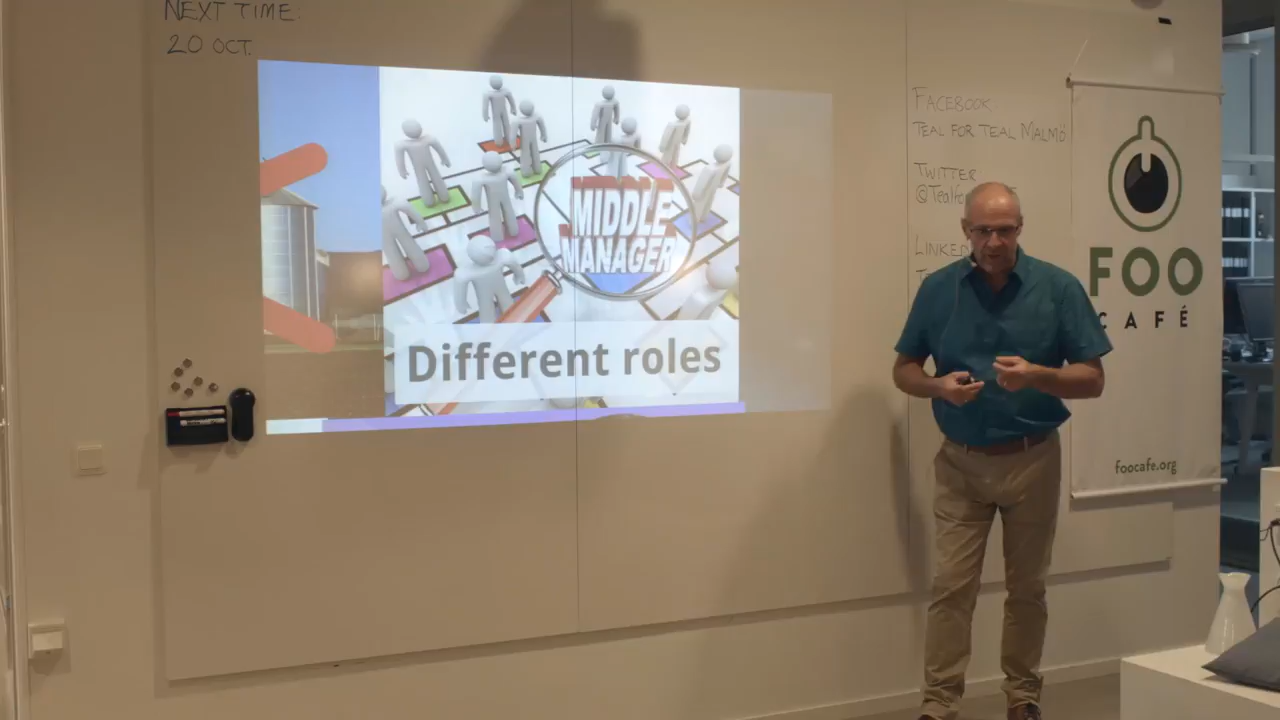 NEXT TIME:
20 OCT.
MIDDLE
MANAGER
Different roles
FACEBOOK
TEAL FOR TEAL MALMÖ
TWITTER
FOO
CAFÉ
foocafe.org